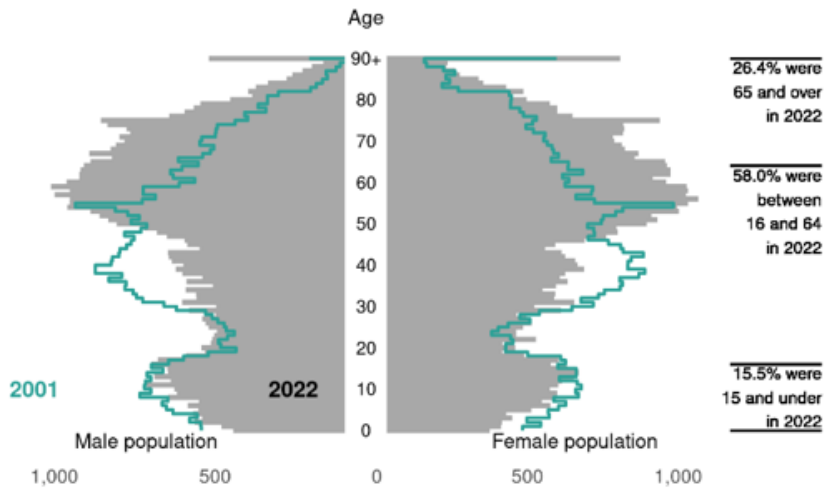 Age
90+
80
70
60
50
40
30
20
10
0
26.4% were
65 and over
in 2022
58.0% were
between
16 and 64
in 2022
15.5% were
15 and under
in 2022
2001
2022
Male population
Female population
1,000
500
0
500
1,000